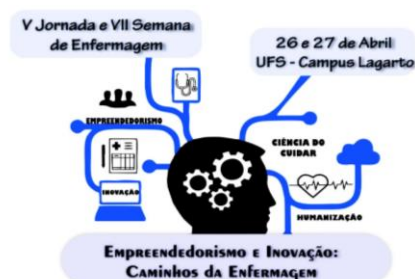 V Jornada e VII Semana
de Enfermagem
26 e 27 de Abril
UFS - Campus Lagarto
EMPREENDEDORISMO
CIÊNCIA DO
CUIDAR
INOVAÇÃO
HUMANIZAÇÃO
Empreendedorismo e Inovação:
Caminhos da Enfermagem